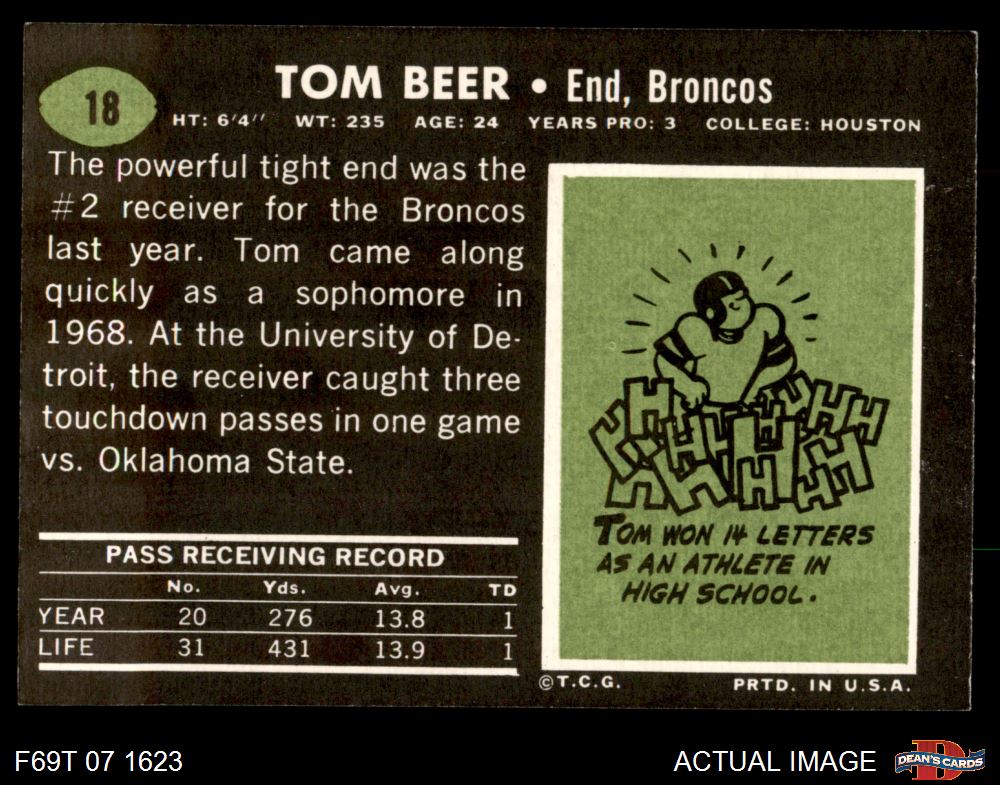 18
TOM BEER • End, Broncos
HT: 6'4" WT: 235 AGE: 24 YEARS PRO: 3 COLLEGE: HOUSTON
The powerful tight end was the
#2 receiver for the Broncos
last year. Tom came along
quickly as a sophomore in
1968. At the University of De-
troit, the receiver caught three
touchdown passes in one game
vs. Oklahoma State.
PASS RECEIVING RECORD
No. Yds. Avg. TD
YEAR 20 276 13.8 1
LIFE 31 431 13.9 1
H H H H H H H H H H H H H H
TOM WON 14 LETTERS
AS AN ATHLETE IN
HIGH SCHOOL.
©T.C.G. PRTD. IN U.S.A.
F69T 07 1623 ACTUAL IMAGE
D
DEAN'S CARDS